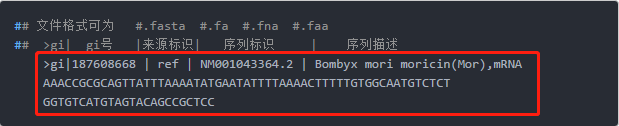 ## 文件格式可为 #.fasta #.fa #.fna #.faa
## >gi| gi号 |来源标识| 序列标识 | 序列描述
>gi|187608668 | ref | NM001043364.2 | Bombyx mori moricin(Mor),mRNA
AAACCGCGCAGTTATTTAAAATATGAATATTTTAAAACTTTTTGTGGCAATGTCTCT
GGTGTCATGTAGTACAGCCGCTCC